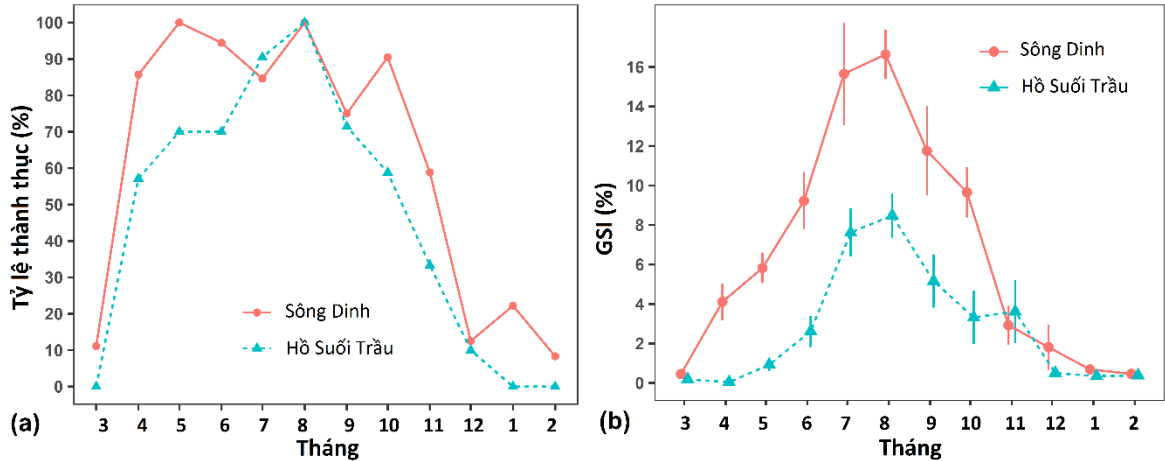 Tỷ lệ thành thục (%)
100
90
80
70
60
50
40
30
20
10
0
Sông Dinh
Hồ Suối Trầu
3 4 5 6 7 8 9 10 11 12 1 2
Tháng
(a)
GSI (%)
16
14
12
10
8
6
4
2
0
Sông Dinh
Hồ Suối Trầu
3 4 5 6 7 8 9 10 11 12 1 2
Tháng
(b)